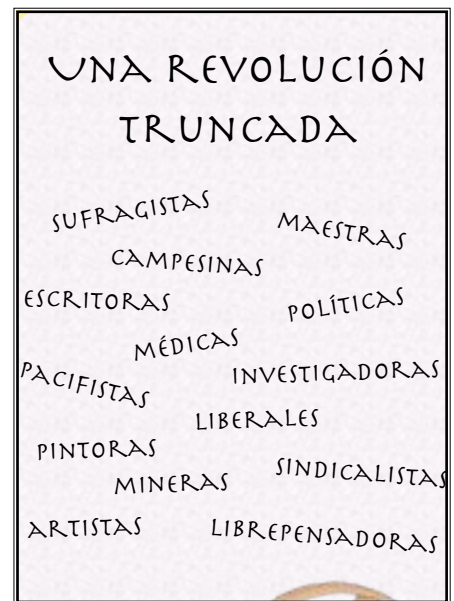 UNA REVOLUCIÓN
TRUNCADA
SUFRAGISTAS
MAESTRAS
CAMPESINAS
ESCRITORAS
POLÍTICAS
MÉDICAS
PACIFISTAS
INVESTIGADORAS
LIBERALES
PINTORAS
SINDICALISTAS
MINERAS
ARTISTAS
LIBREPENSADORAS